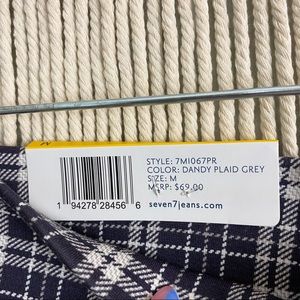 STYLE: 7MI067PR
COLOR: DANDY PLAID GREY
SIZE: M
MSRP: $69.00
1 94278 28456 6
seven7jeans.com